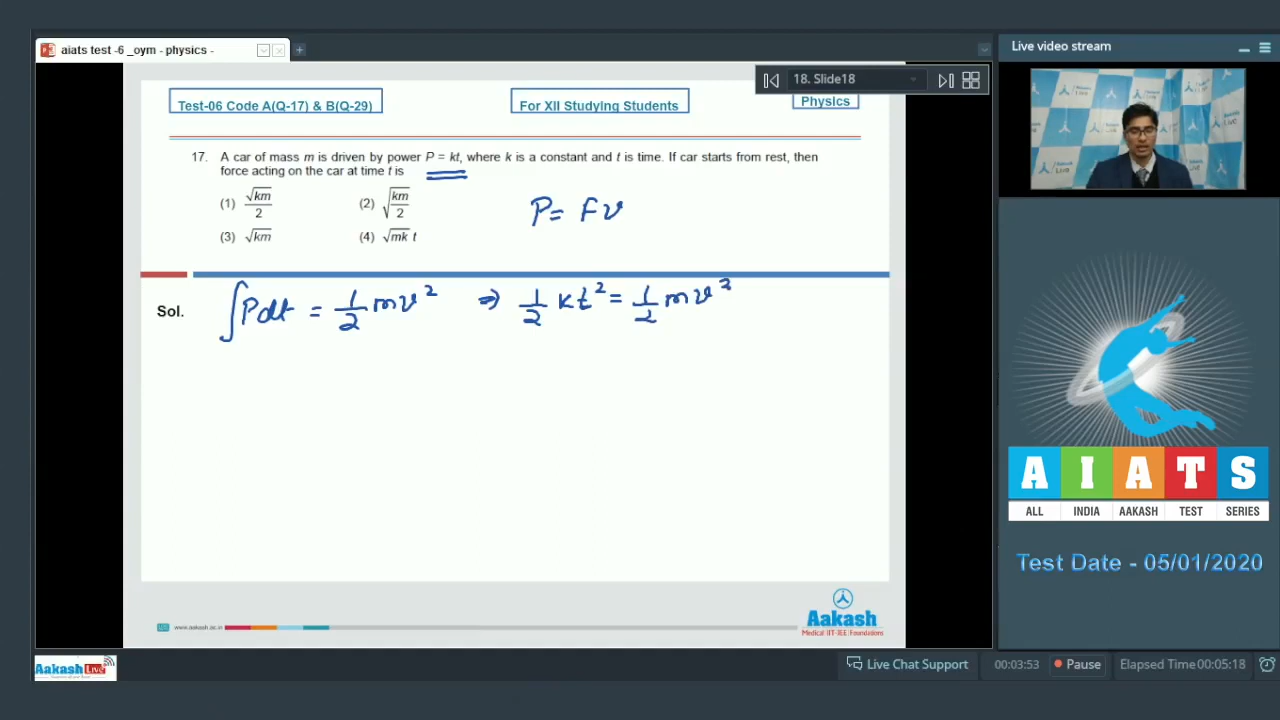 aiats test -6 _oym - physics -
Live video stream
18. Slide18
Test-06 Code A(Q-17) & B(Q-29)
For XII Studying Students
Physics
17. A car of mass m is driven by power P = kt, where k is a constant and t is time. If car starts from rest, then
force acting on the car at time t is
(1) √km/2 (2) √(km/2)
(3) √km (4) √mk t
P = Fv
Sol. ∫Pdt = 1/2 mv² ⇒ 1/2 kt² = 1/2 mv²
A I A T S
ALL INDIA AAKASH TEST SERIES
Test Date - 05/01/2020
www.aakash.ac.in
Aakash
Medical|IIT-JEE|Foundations
Aakash Live
Live Chat Support
00:03:53
Pause
Elapsed Time 00:05:18